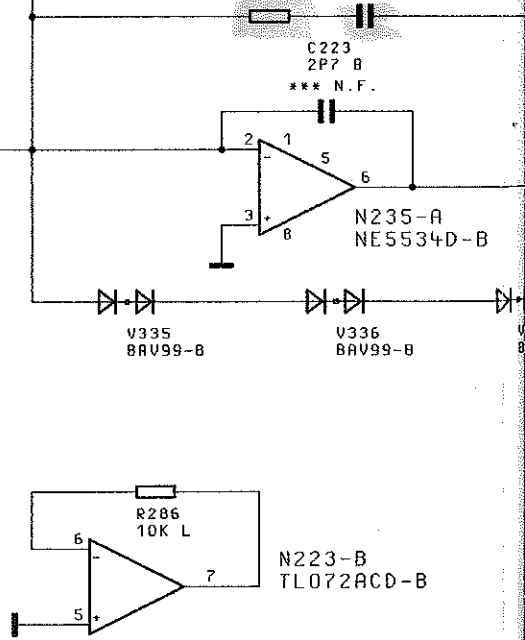 C223
2P7 B
*** N.F.
2
1
5
6
3
8
N235-A
NE5534D-B
V335
BAV99-B
V336
BAV99-B
V
R286
10K L
6
7
5
N223-B
TL072ACD-B